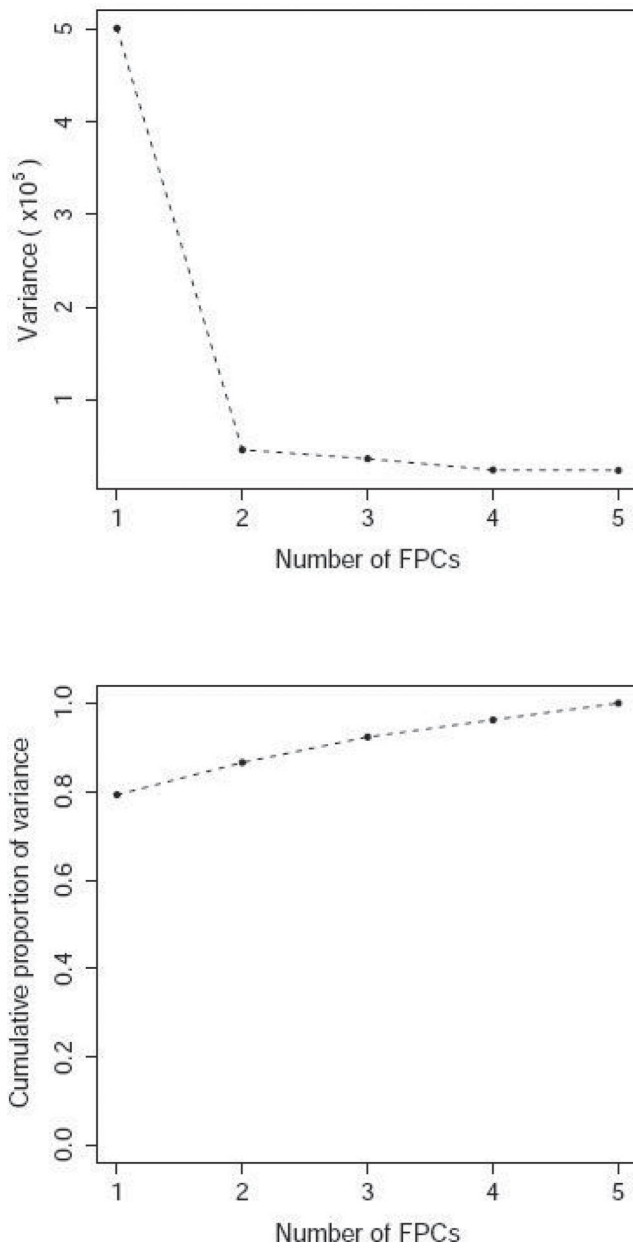 Variance ( x10⁵ )
5
4
3
2
1
1 2 3 4 5
Number of FPCs
Cumulative proportion of variance
1.0
0.8
0.6
0.4
0.2
0.0
1 2 3 4 5
Number of FPCs